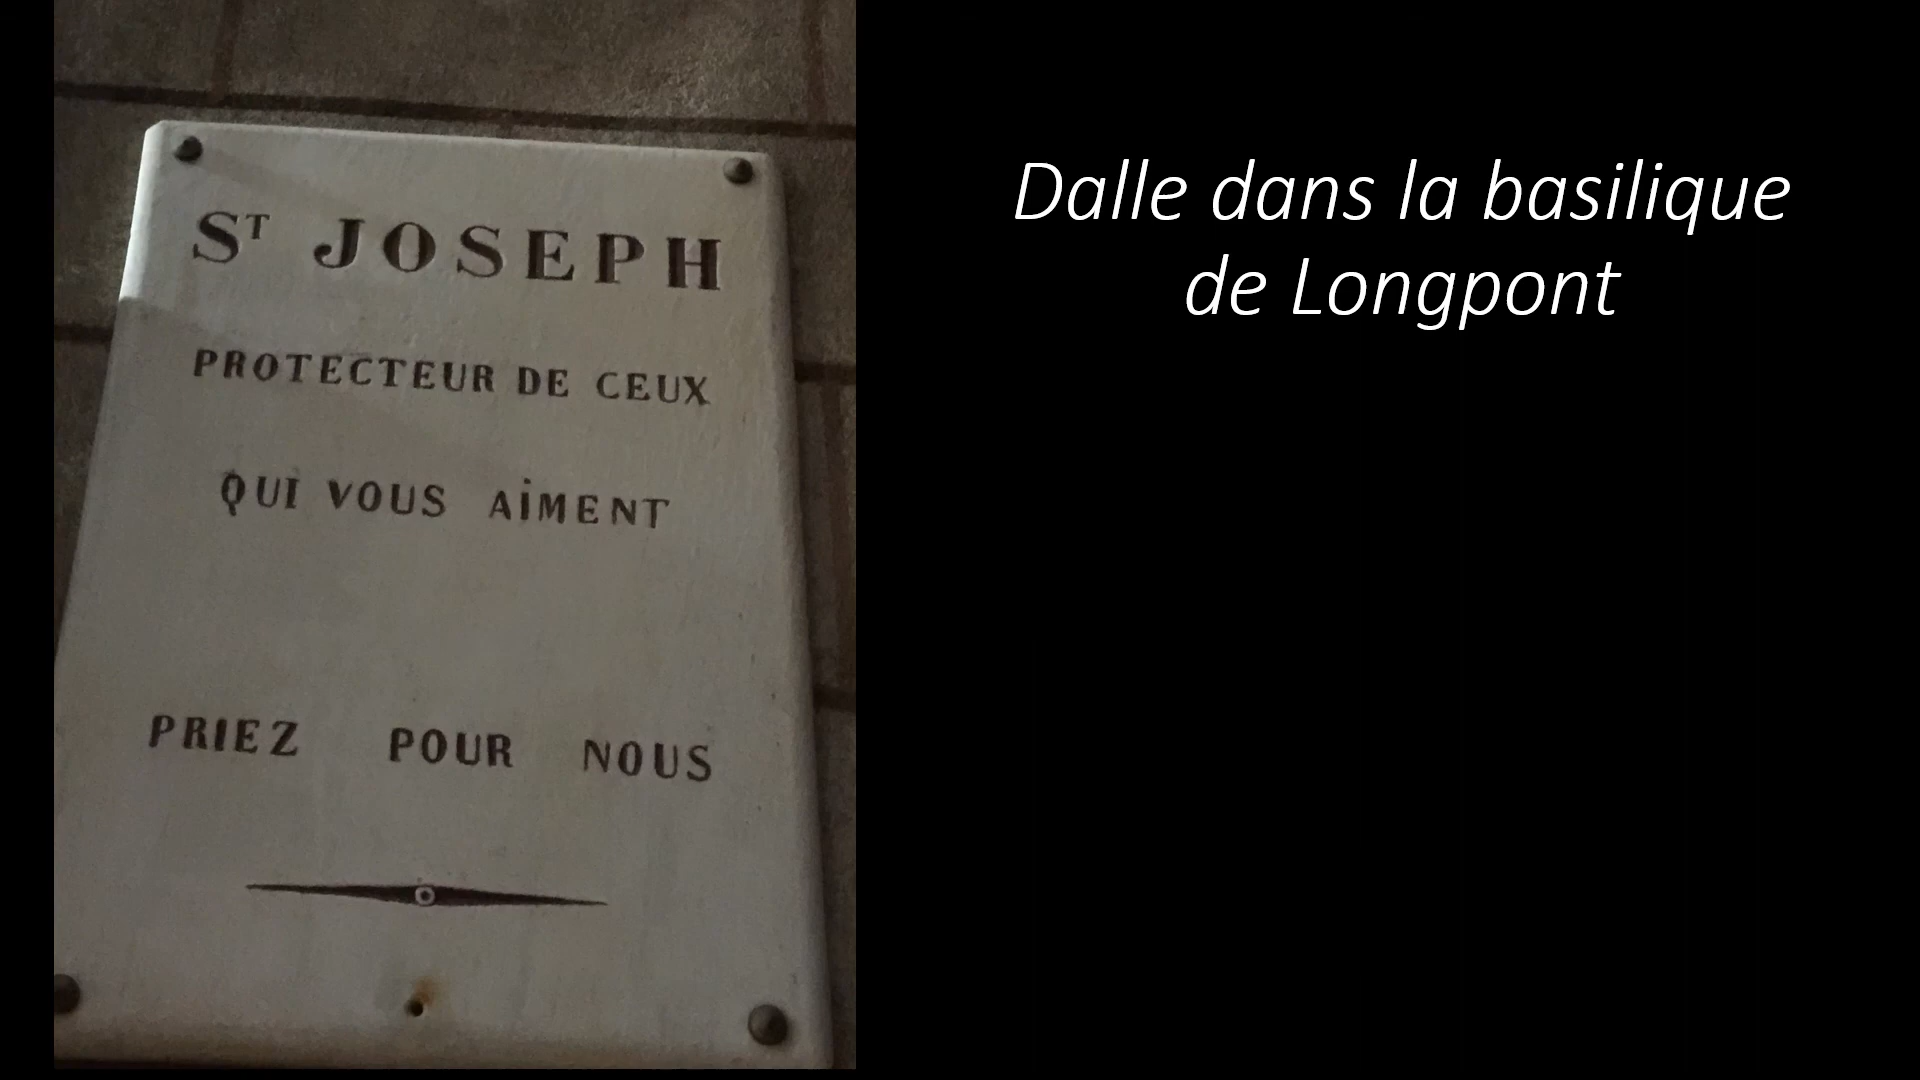 Sᵀ JOSEPH
PROTECTEUR DE CEUX
QUI VOUS AIMENT
PRIEZ POUR NOUS
Dalle dans la basilique
de Longpont